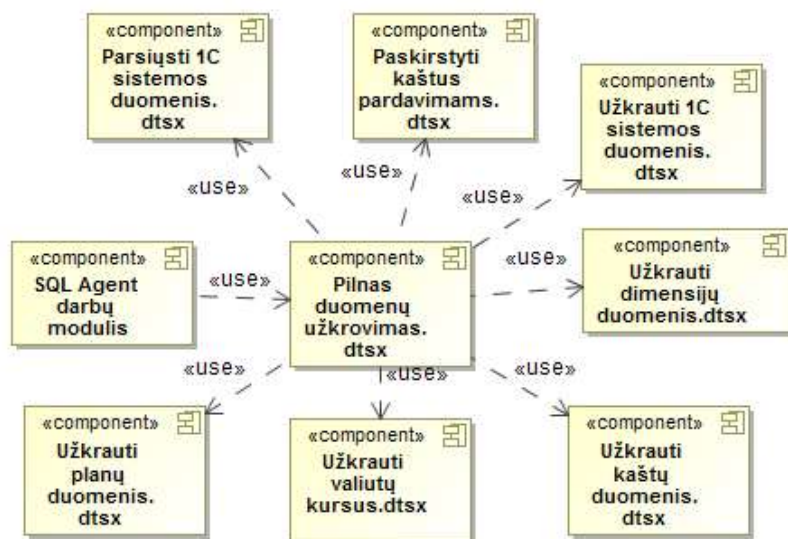 «component»
Parsiųsti 1C
sistemos
duomenis.
dtsx
«component»
Paskirstyti
kaštus
pardavimams.
dtsx
«component»
Užkrauti 1C
sistemos
duomenis.
dtsx
«use»
«use»
«use»
«component»
SQL Agent
darbų
modulis
«use»
«component»
Pilnas
duomenų
užkrovimas.
dtsx
«use»
«component»
Užkrauti
dimensijų
duomenis.dtsx
«use»
«use»
«use»
«component»
Užkrauti
planų
duomenis.
dtsx
«component»
Užkrauti
valiutų
kursus.dtsx
«component»
Užkrauti
kaštų
duomenis.
dtsx